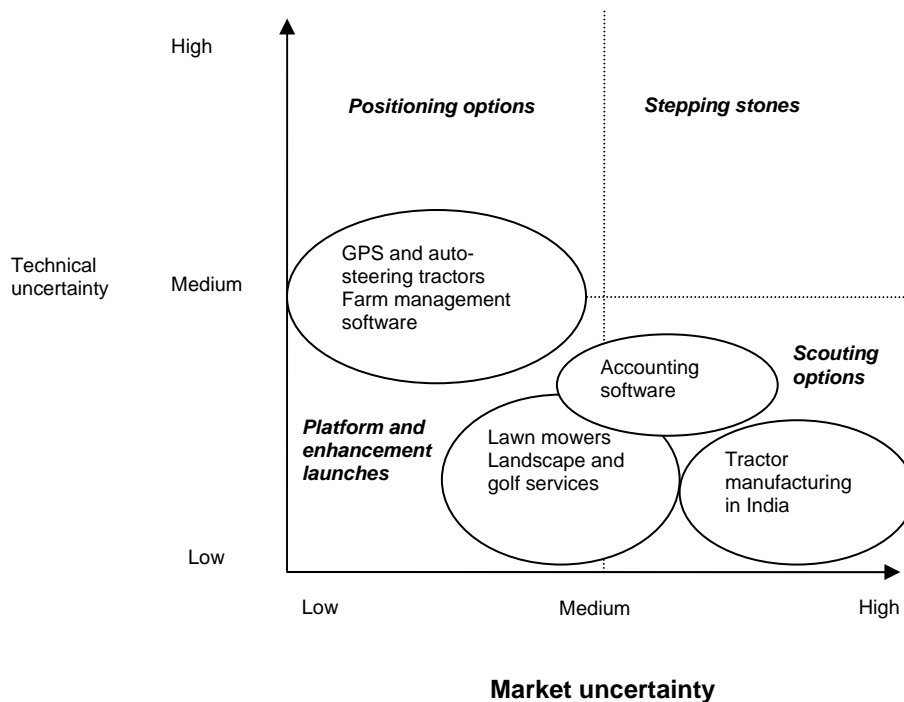 High
Positioning options
Stepping stones
GPS and auto-
steering tractors
Farm management
software
Technical
uncertainty
Medium
Accounting
software
Scouting
options
Platform and
enhancement
launches
Lawn mowers
Landscape and
golf services
Tractor
manufacturing
in India
Low
Low
Medium
High
Market uncertainty